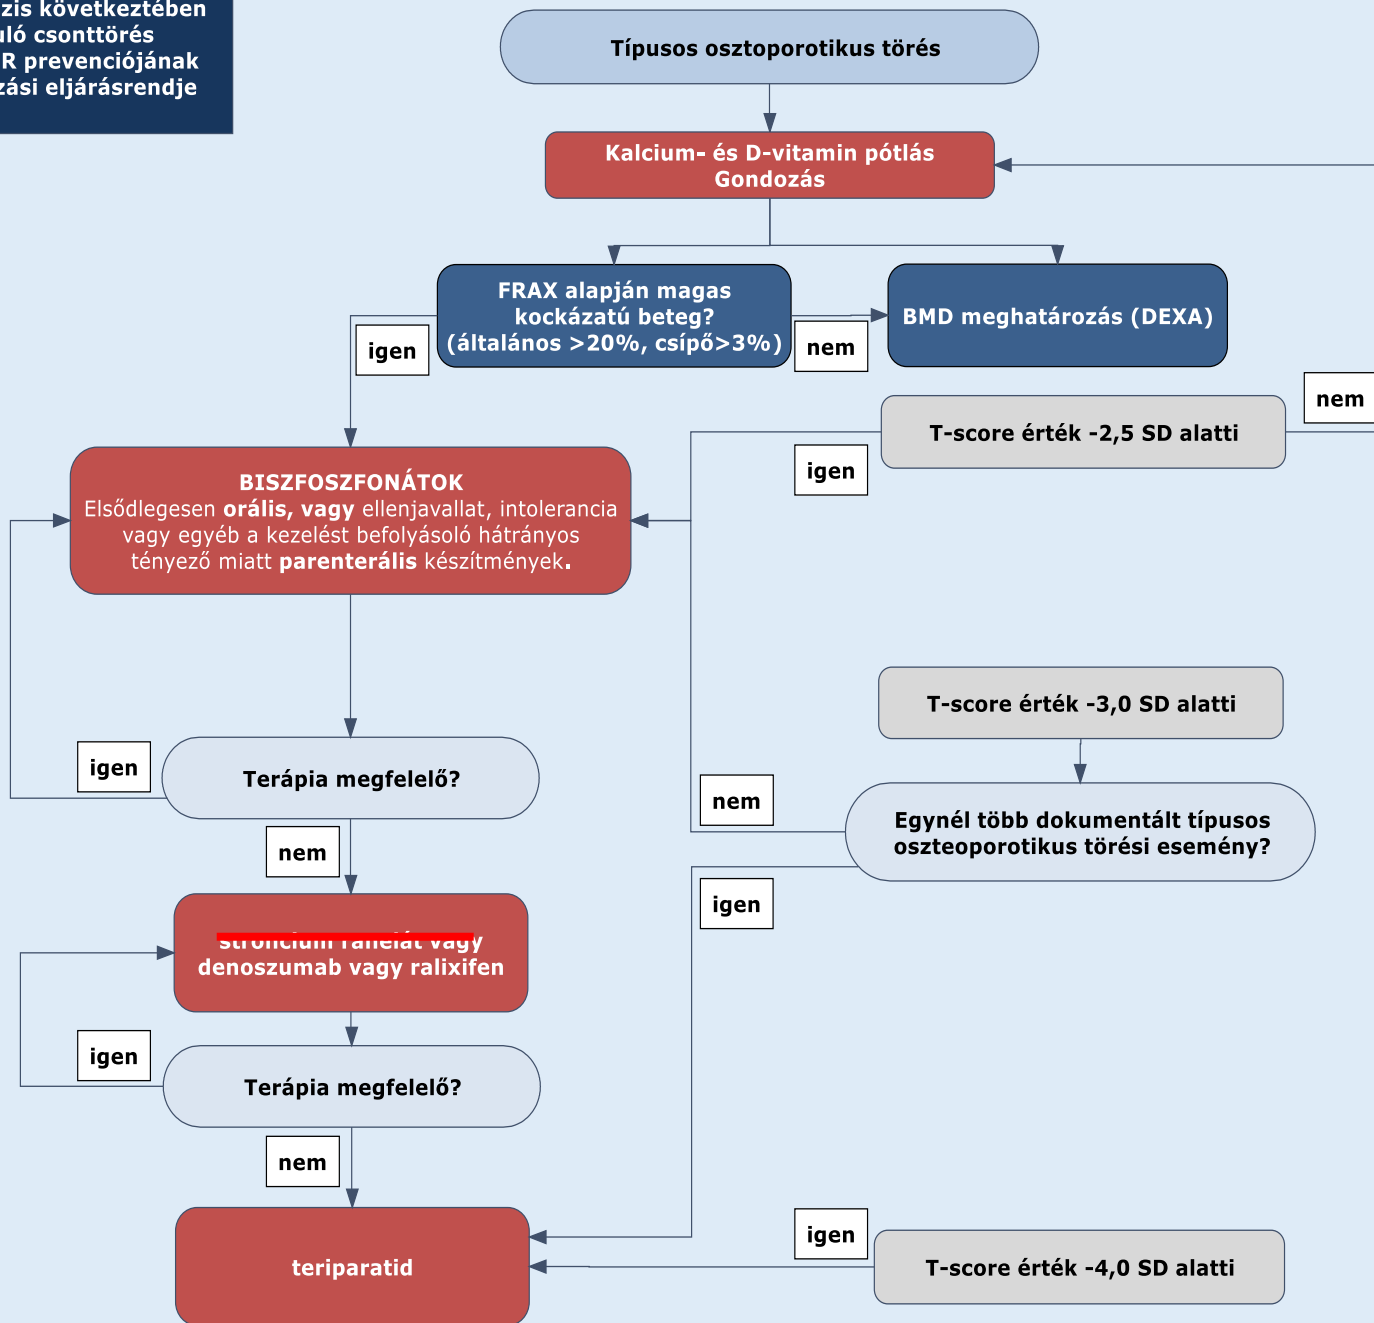 következtében
csonttörés
prevenciójának
eljárásrendje
Típusos osztoporotikus törés
Kalcium- és D-vitamin pótlás
Gondozás
FRAX alapján magas
kockázatú beteg?
(általános >20%, csípő>3%)
BMD meghatározás (DEXA)
igen
nem
nem
T-score érték -2,5 SD alatti
igen
BISZFOSZFONÁTOK
Elsődlegesen orális, vagy ellenjavallat, intolerancia
vagy egyéb a kezelést befolyásoló hátrányos
tényező miatt parenterális készítmények.
T-score érték -3,0 SD alatti
igen
Terápia megfelelő?
nem
Egynél több dokumentált típusos
oszteoporotikus törési esemény?
nem
igen
stroncium ranelát vagy
denoszumab vagy ralixifen
igen
Terápia megfelelő?
nem
teriparatid
igen
T-score érték -4,0 SD alatti